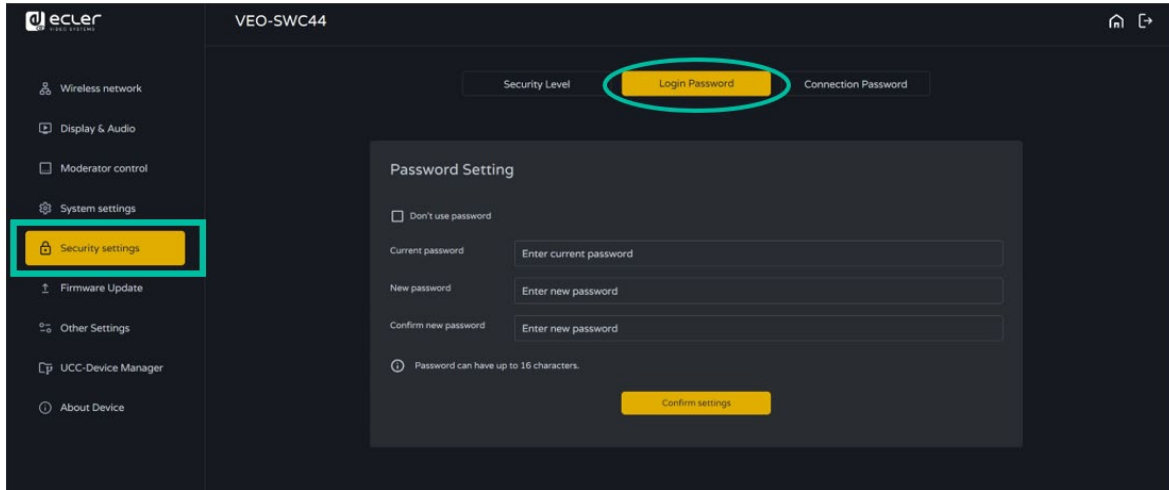 ecler
VIDEO SYSTEMS
VEO-SWC44
Wireless network
Display & Audio
Moderator control
System settings
Security settings
Firmware Update
Other Settings
UCC-Device Manager
About Device
Security Level
Login Password
Connection Password
Password Setting
Don't use password
Current password
Enter current password
New password
Enter new password
Confirm new password
Enter new password
Password can have up to 16 characters.
Confirm settings